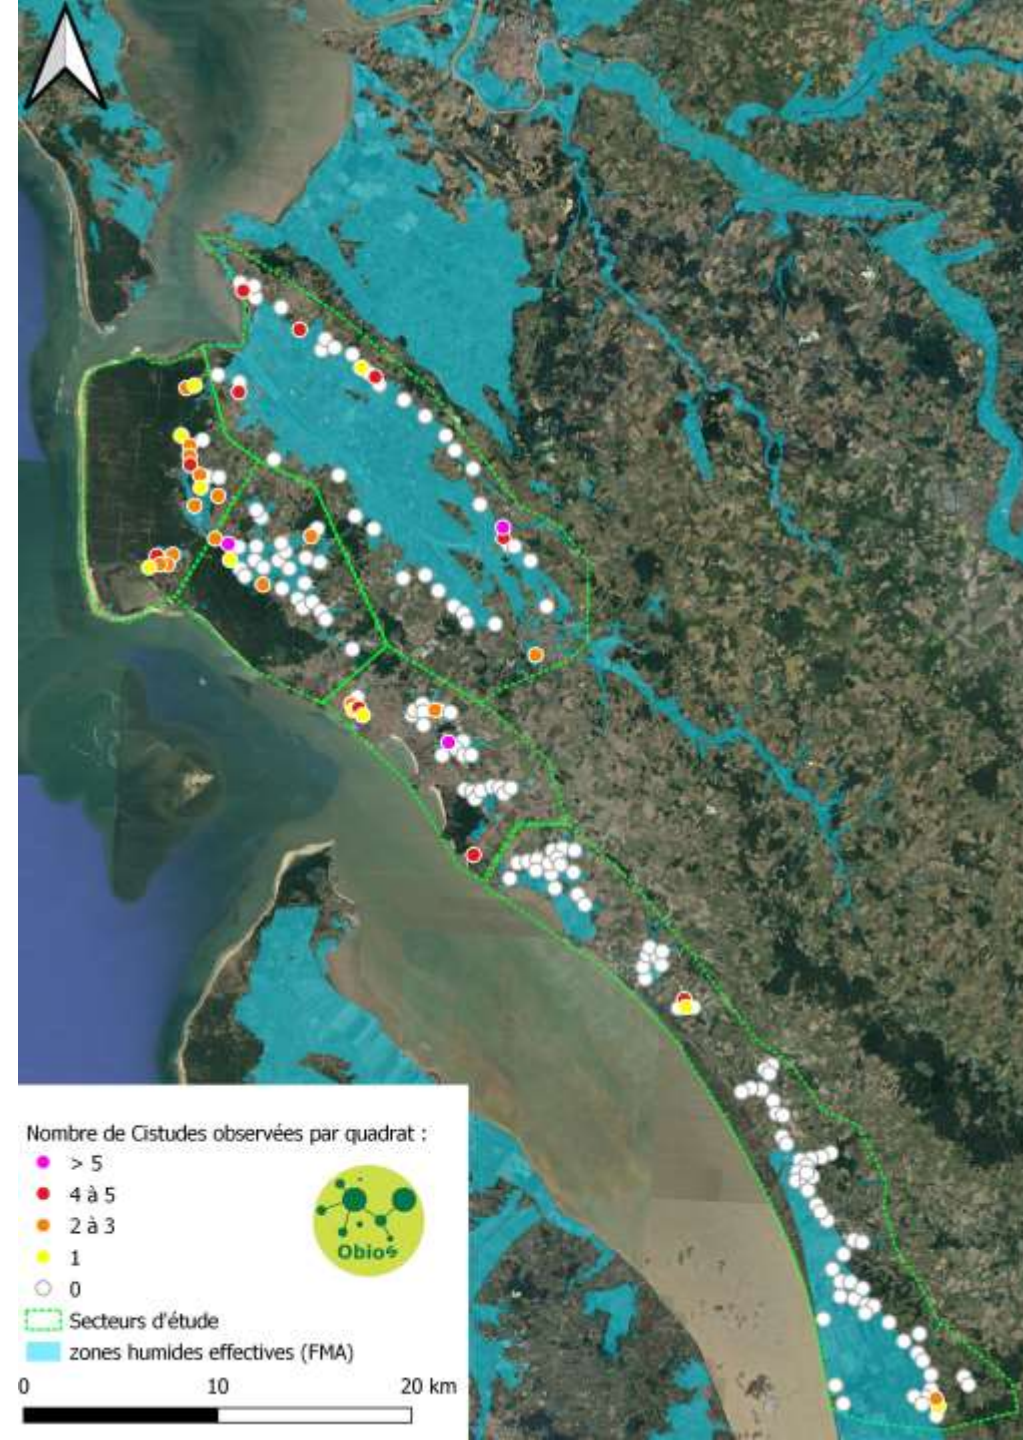 Nombre de Cistudes observées par quadrat :
> 5
4 à 5
2 à 3
1
0
Obios
Secteurs d'étude
zones humides effectives (FMA)
0 10 20 km